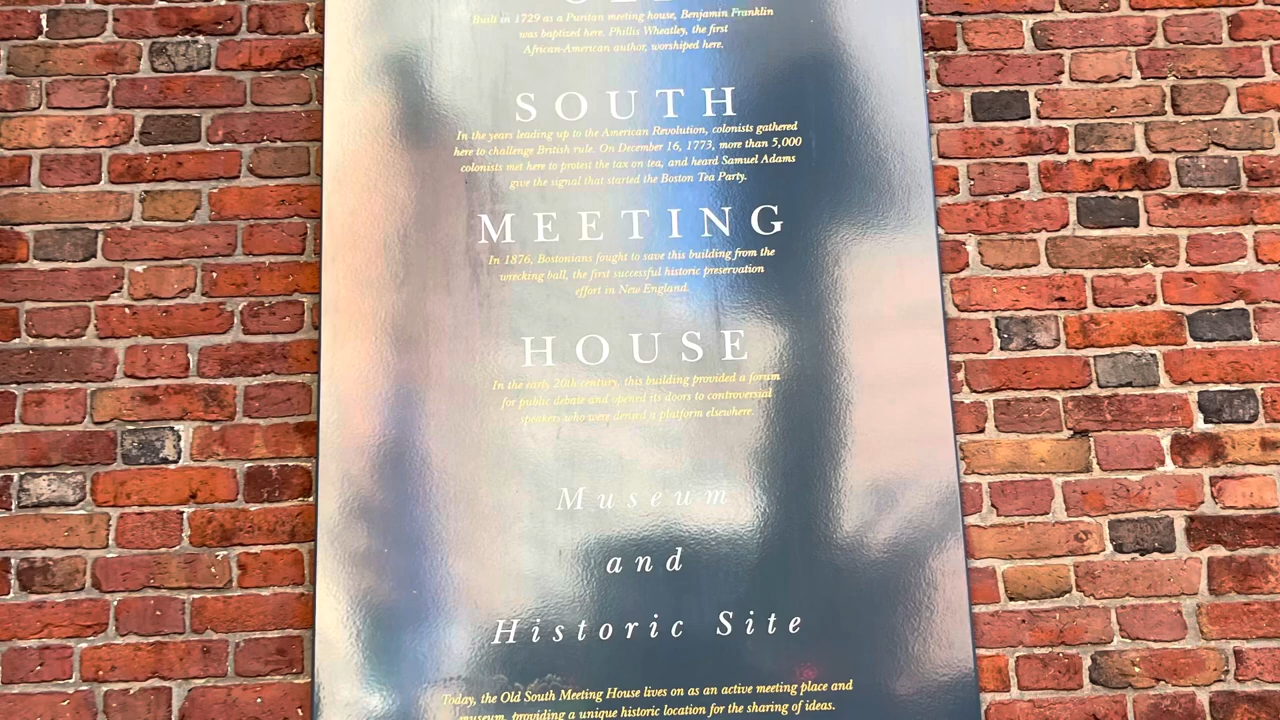 OLD
Built in 1729 as a Puritan meeting house, Benjamin Franklin
was baptized here. Phillis Wheatley, the first
African-American author, worshiped here.
SOUTH
In the years leading up to the American Revolution, colonists gathered
here to challenge British rule. On December 16, 1773, more than 5,000
colonists met here to protest the tax on tea, and heard Samuel Adams
give the signal that started the Boston Tea Party.
MEETING
In 1876, Bostonians fought to save this building from the
wrecking ball, the first successful historic preservation
effort in New England.
HOUSE
In the early 20th century, this building provided a forum
for public debate and opened its doors to controversial
speakers who were denied a platform elsewhere.
Museum
and
Historic Site
Today, the Old South Meeting House lives on as an active meeting place and
museum, providing a unique historic location for the sharing of ideas.